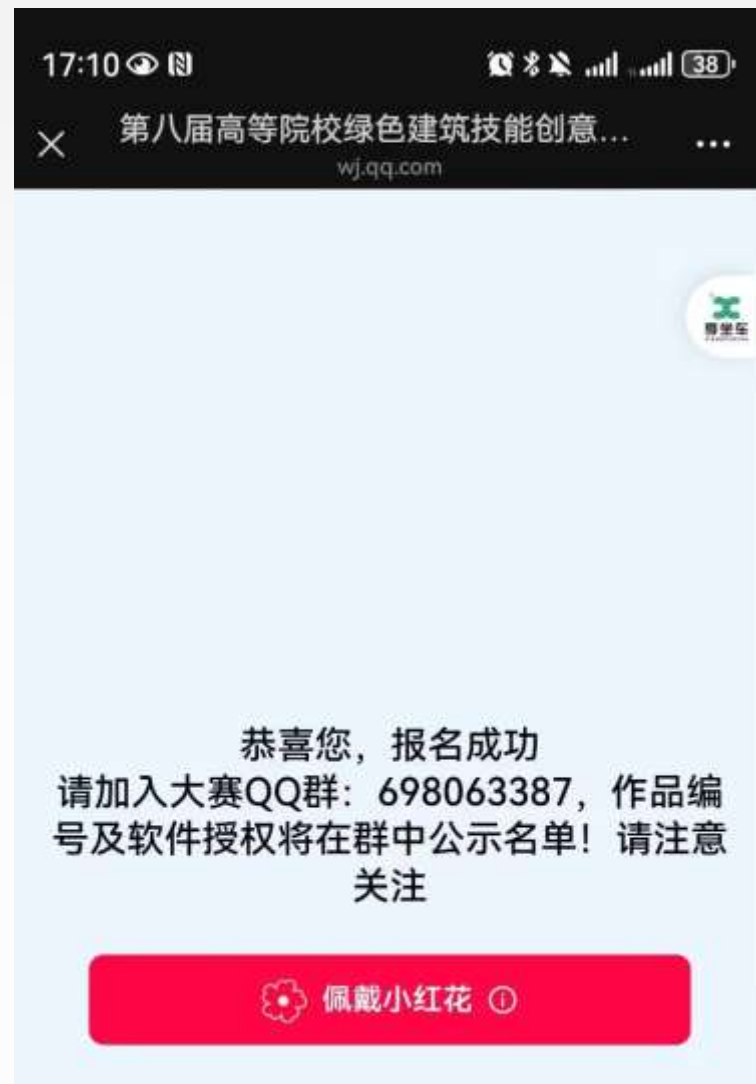 17:10
38
第八届高等院校绿色建筑技能创意...
wj.qq.com
恭喜您，报名成功
请加入大赛QQ群：698063387，作品编
号及软件授权将在群中公示名单！请注意
关注
佩戴小红花